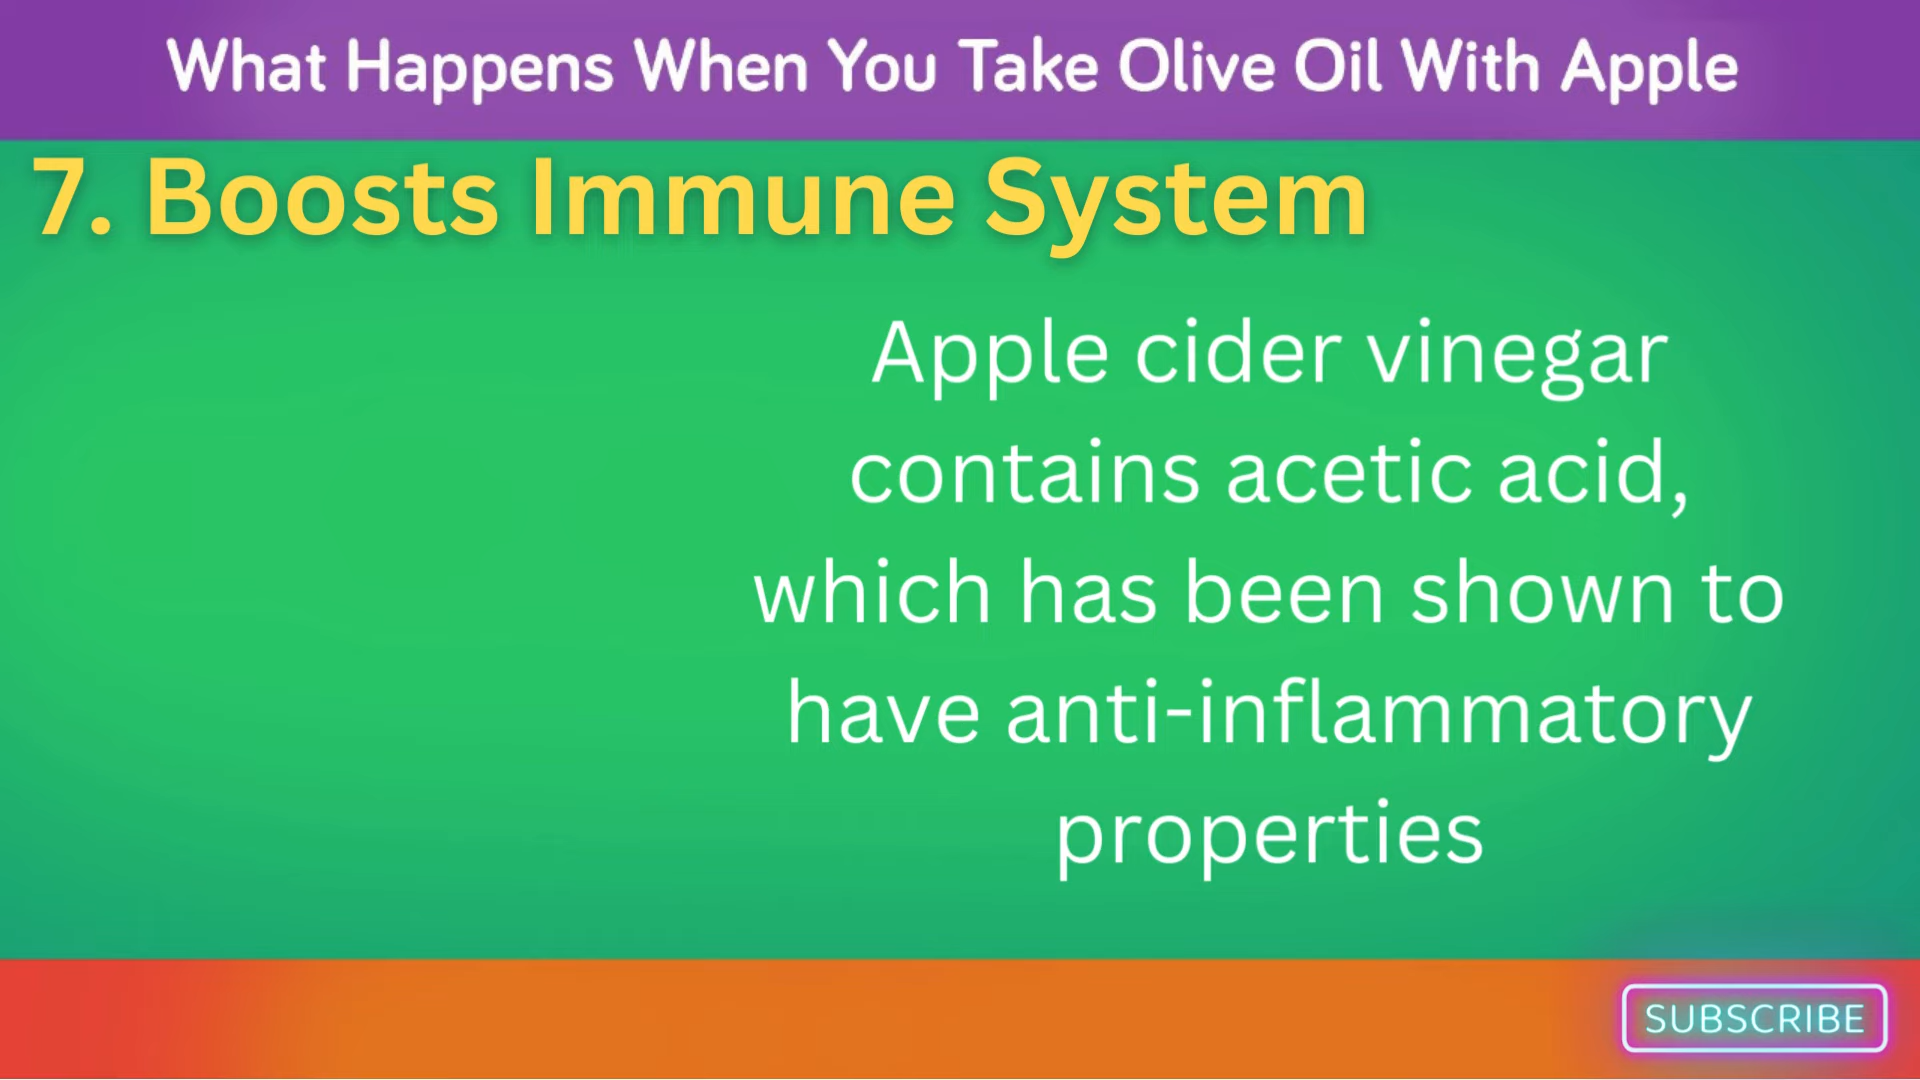 What Happens When You Take Olive Oil With Apple
7. Boosts Immune System
Apple cider vinegar
contains acetic acid,
which has been shown to
have anti-inflammatory
properties
SUBSCRIBE